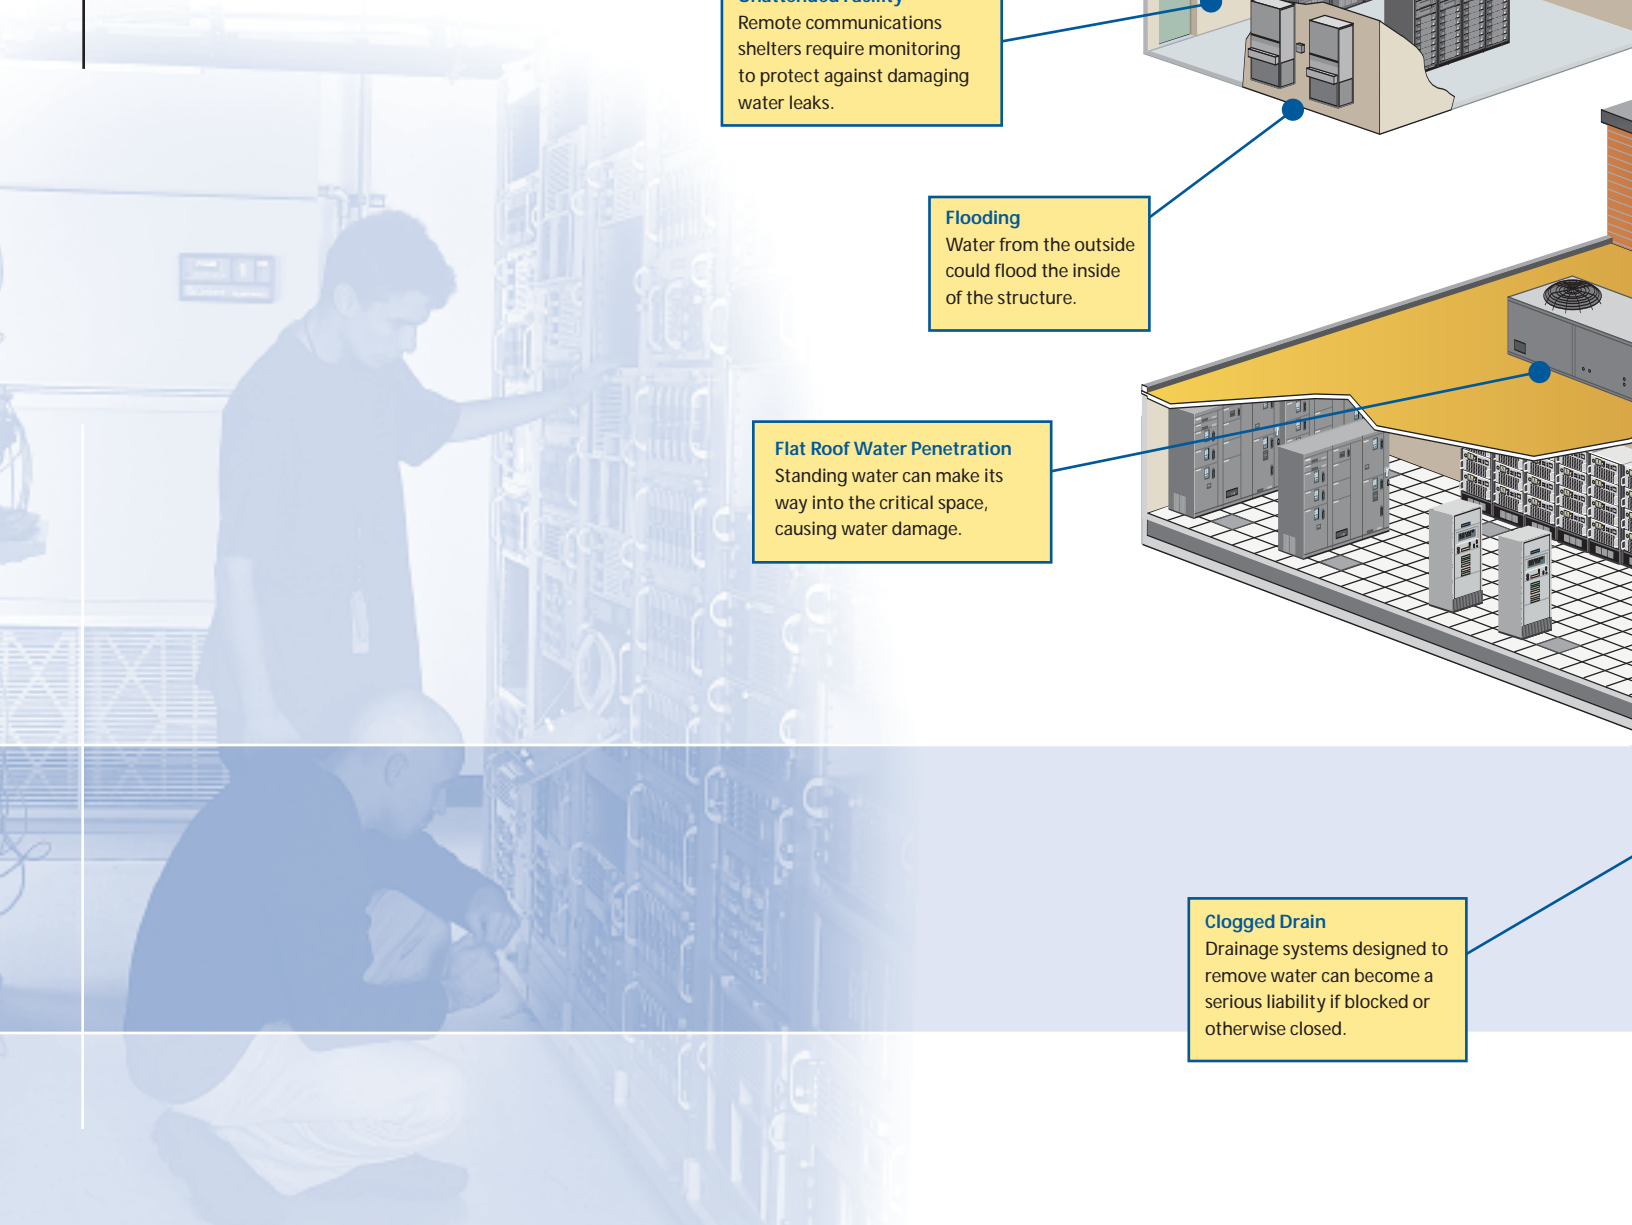 Unattended Facility
Remote communications
shelters require monitoring
to protect against damaging
water leaks.
Flooding
Water from the outside
could flood the inside
of the structure.
Flat Roof Water Penetration
Standing water can make its
way into the critical space,
causing water damage.
Clogged Drain
Drainage systems designed to
remove water can become a
serious liability if blocked or
otherwise closed.